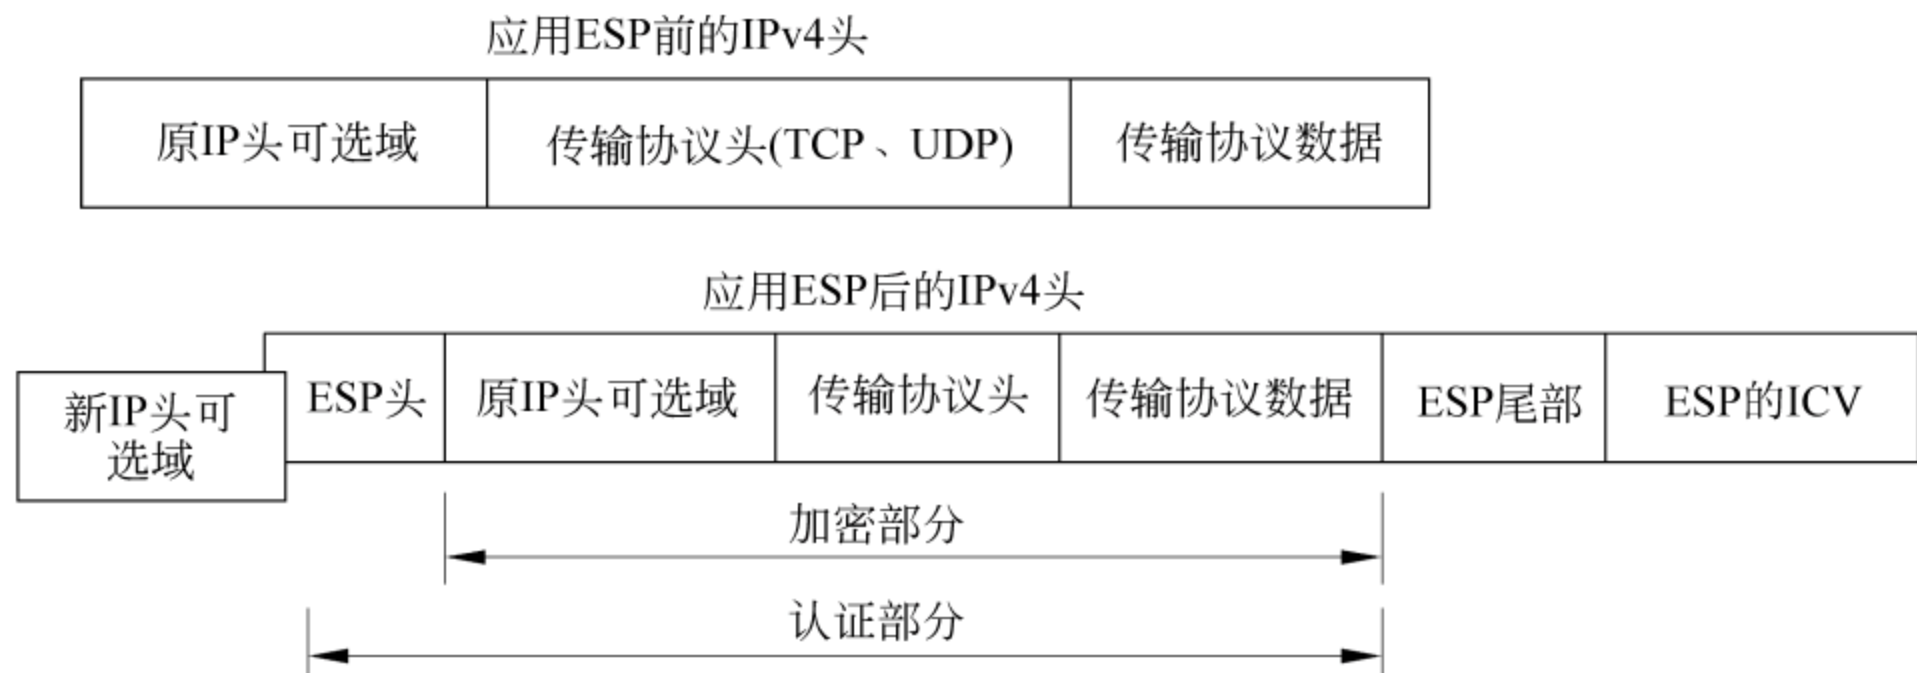 应用ESP前的IPv4头
原IP头可选域
传输协议头(TCP、UDP)
传输协议数据
应用ESP后的IPv4头
新IP头可
选域
ESP头
原IP头可选域
传输协议头
传输协议数据
ESP尾部
ESP的ICV
加密部分
认证部分